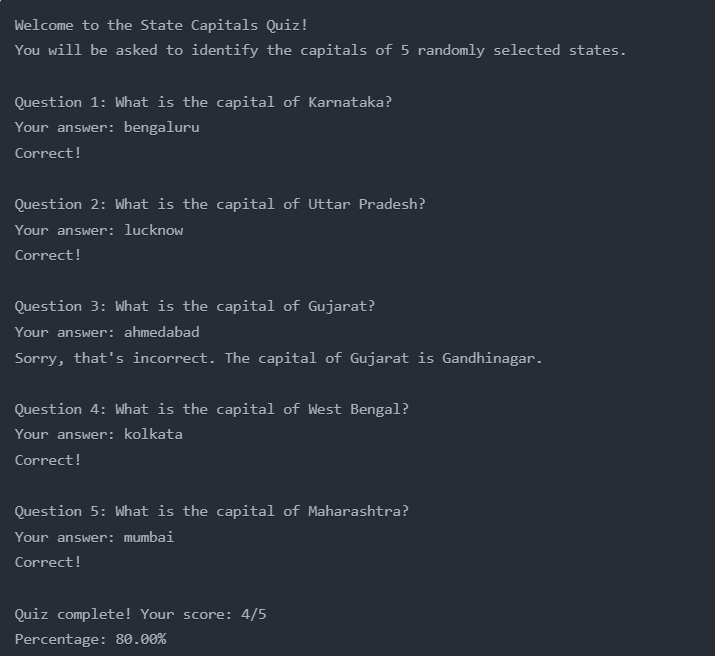 Welcome to the State Capitals Quiz!
You will be asked to identify the capitals of 5 randomly selected states.
Question 1: What is the capital of Karnataka?
Your answer: bengaluru
Correct!
Question 2: What is the capital of Uttar Pradesh?
Your answer: lucknow
Correct!
Question 3: What is the capital of Gujarat?
Your answer: ahmedabad
Sorry, that's incorrect. The capital of Gujarat is Gandhinagar.
Question 4: What is the capital of West Bengal?
Your answer: kolkata
Correct!
Question 5: What is the capital of Maharashtra?
Your answer: mumbai
Correct!
Quiz complete! Your score: 4/5
Percentage: 80.00%